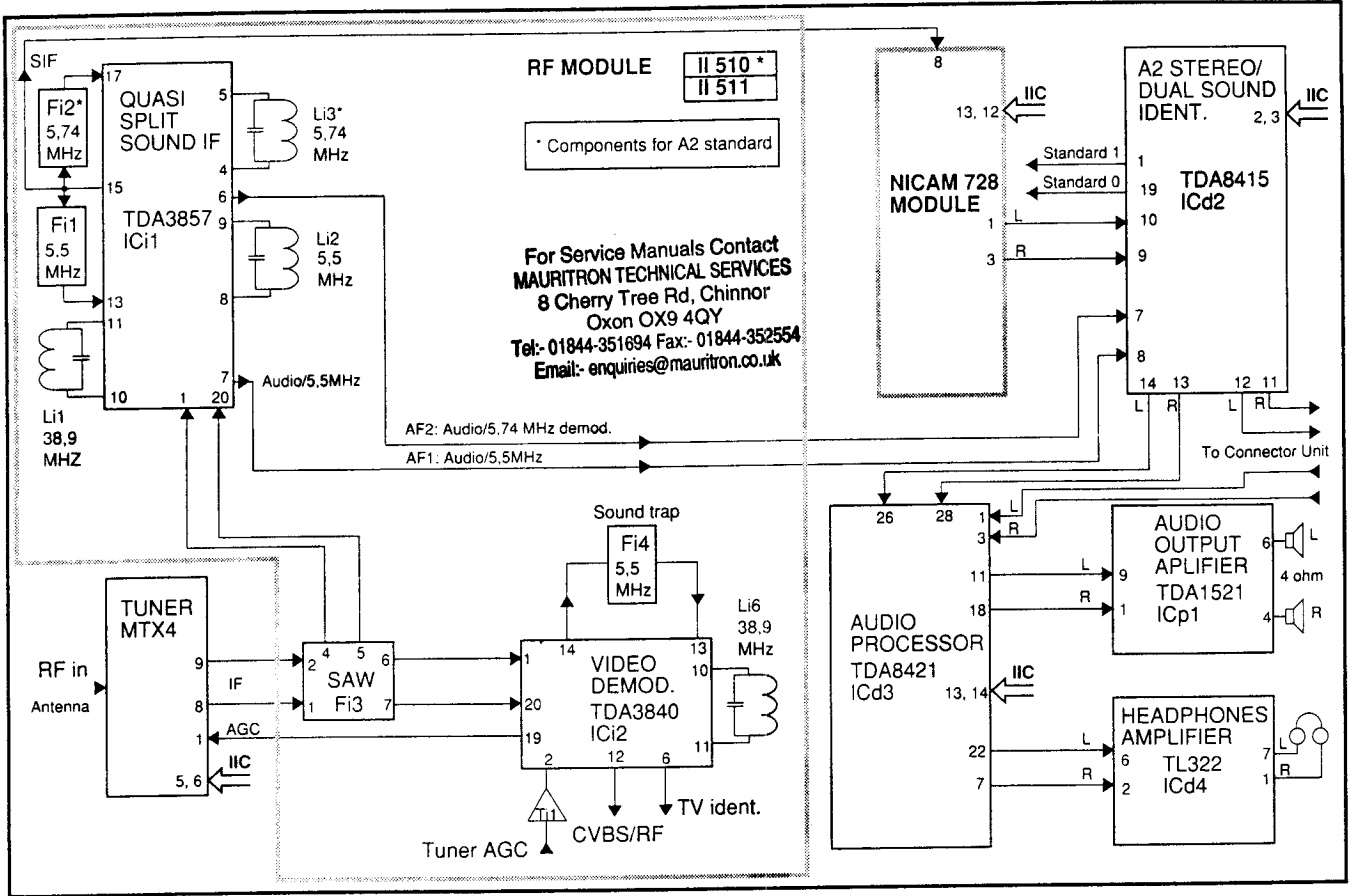 SIF
17
Fi2*
5,74
MHz
15
Fi1
5,5
MHz
13
11
10
Li1
38,9
MHZ
QUASI
SPLIT
SOUND IF
TDA3857
ICi1
5
4
6
9
8
7
1
20
Li3*
5,74
MHz
Li2
5,5
MHz
Audio/5,5MHz
RF MODULE
II 510 *
II 511
* Components for A2 standard
For Service Manuals Contact
MAURITRON TECHNICAL SERVICES
8 Cherry Tree Rd, Chinnor
Oxon OX9 4QY
Tel:- 01844-351694 Fax:- 01844-352554
Email:- enquiries@mauritron.co.uk
AF2: Audio/5,74 MHz demod.
AF1: Audio/5,5MHz
8
13, 12
IIC
NICAM 728
MODULE
1
L
3
R
Standard 1
Standard 0
A2 STEREO/
DUAL SOUND
IDENT.
2, 3
IIC
1
19
TDA8415
ICd2
10
9
7
8
14
13
12
11
L
R
L
R
To Connector Unit
TUNER
MTX4
RF in
Antenna
9
8
1
5, 6
IF
AGC
IIC
4
5
2
6
SAW
Fi3
1
7
Sound trap
Fi4
5,5
MHz
14
13
1
VIDEO
DEMOD.
TDA3840
ICi2
20
19
2
12
6
10
11
Li6
38,9
MHz
Ti1
Tuner AGC
CVBS/RF
TV ident.
26
28
1
L
3
R
11
L
18
R
AUDIO
PROCESSOR
TDA8421
ICd3
13, 14
IIC
22
L
7
R
AUDIO
OUTPUT
APLIFIER
TDA1521
ICp1
9
1
6
L
4 ohm
4
R
HEADPHONES
AMPLIFIER
TL322
ICd4
6
2
7
L
1
R